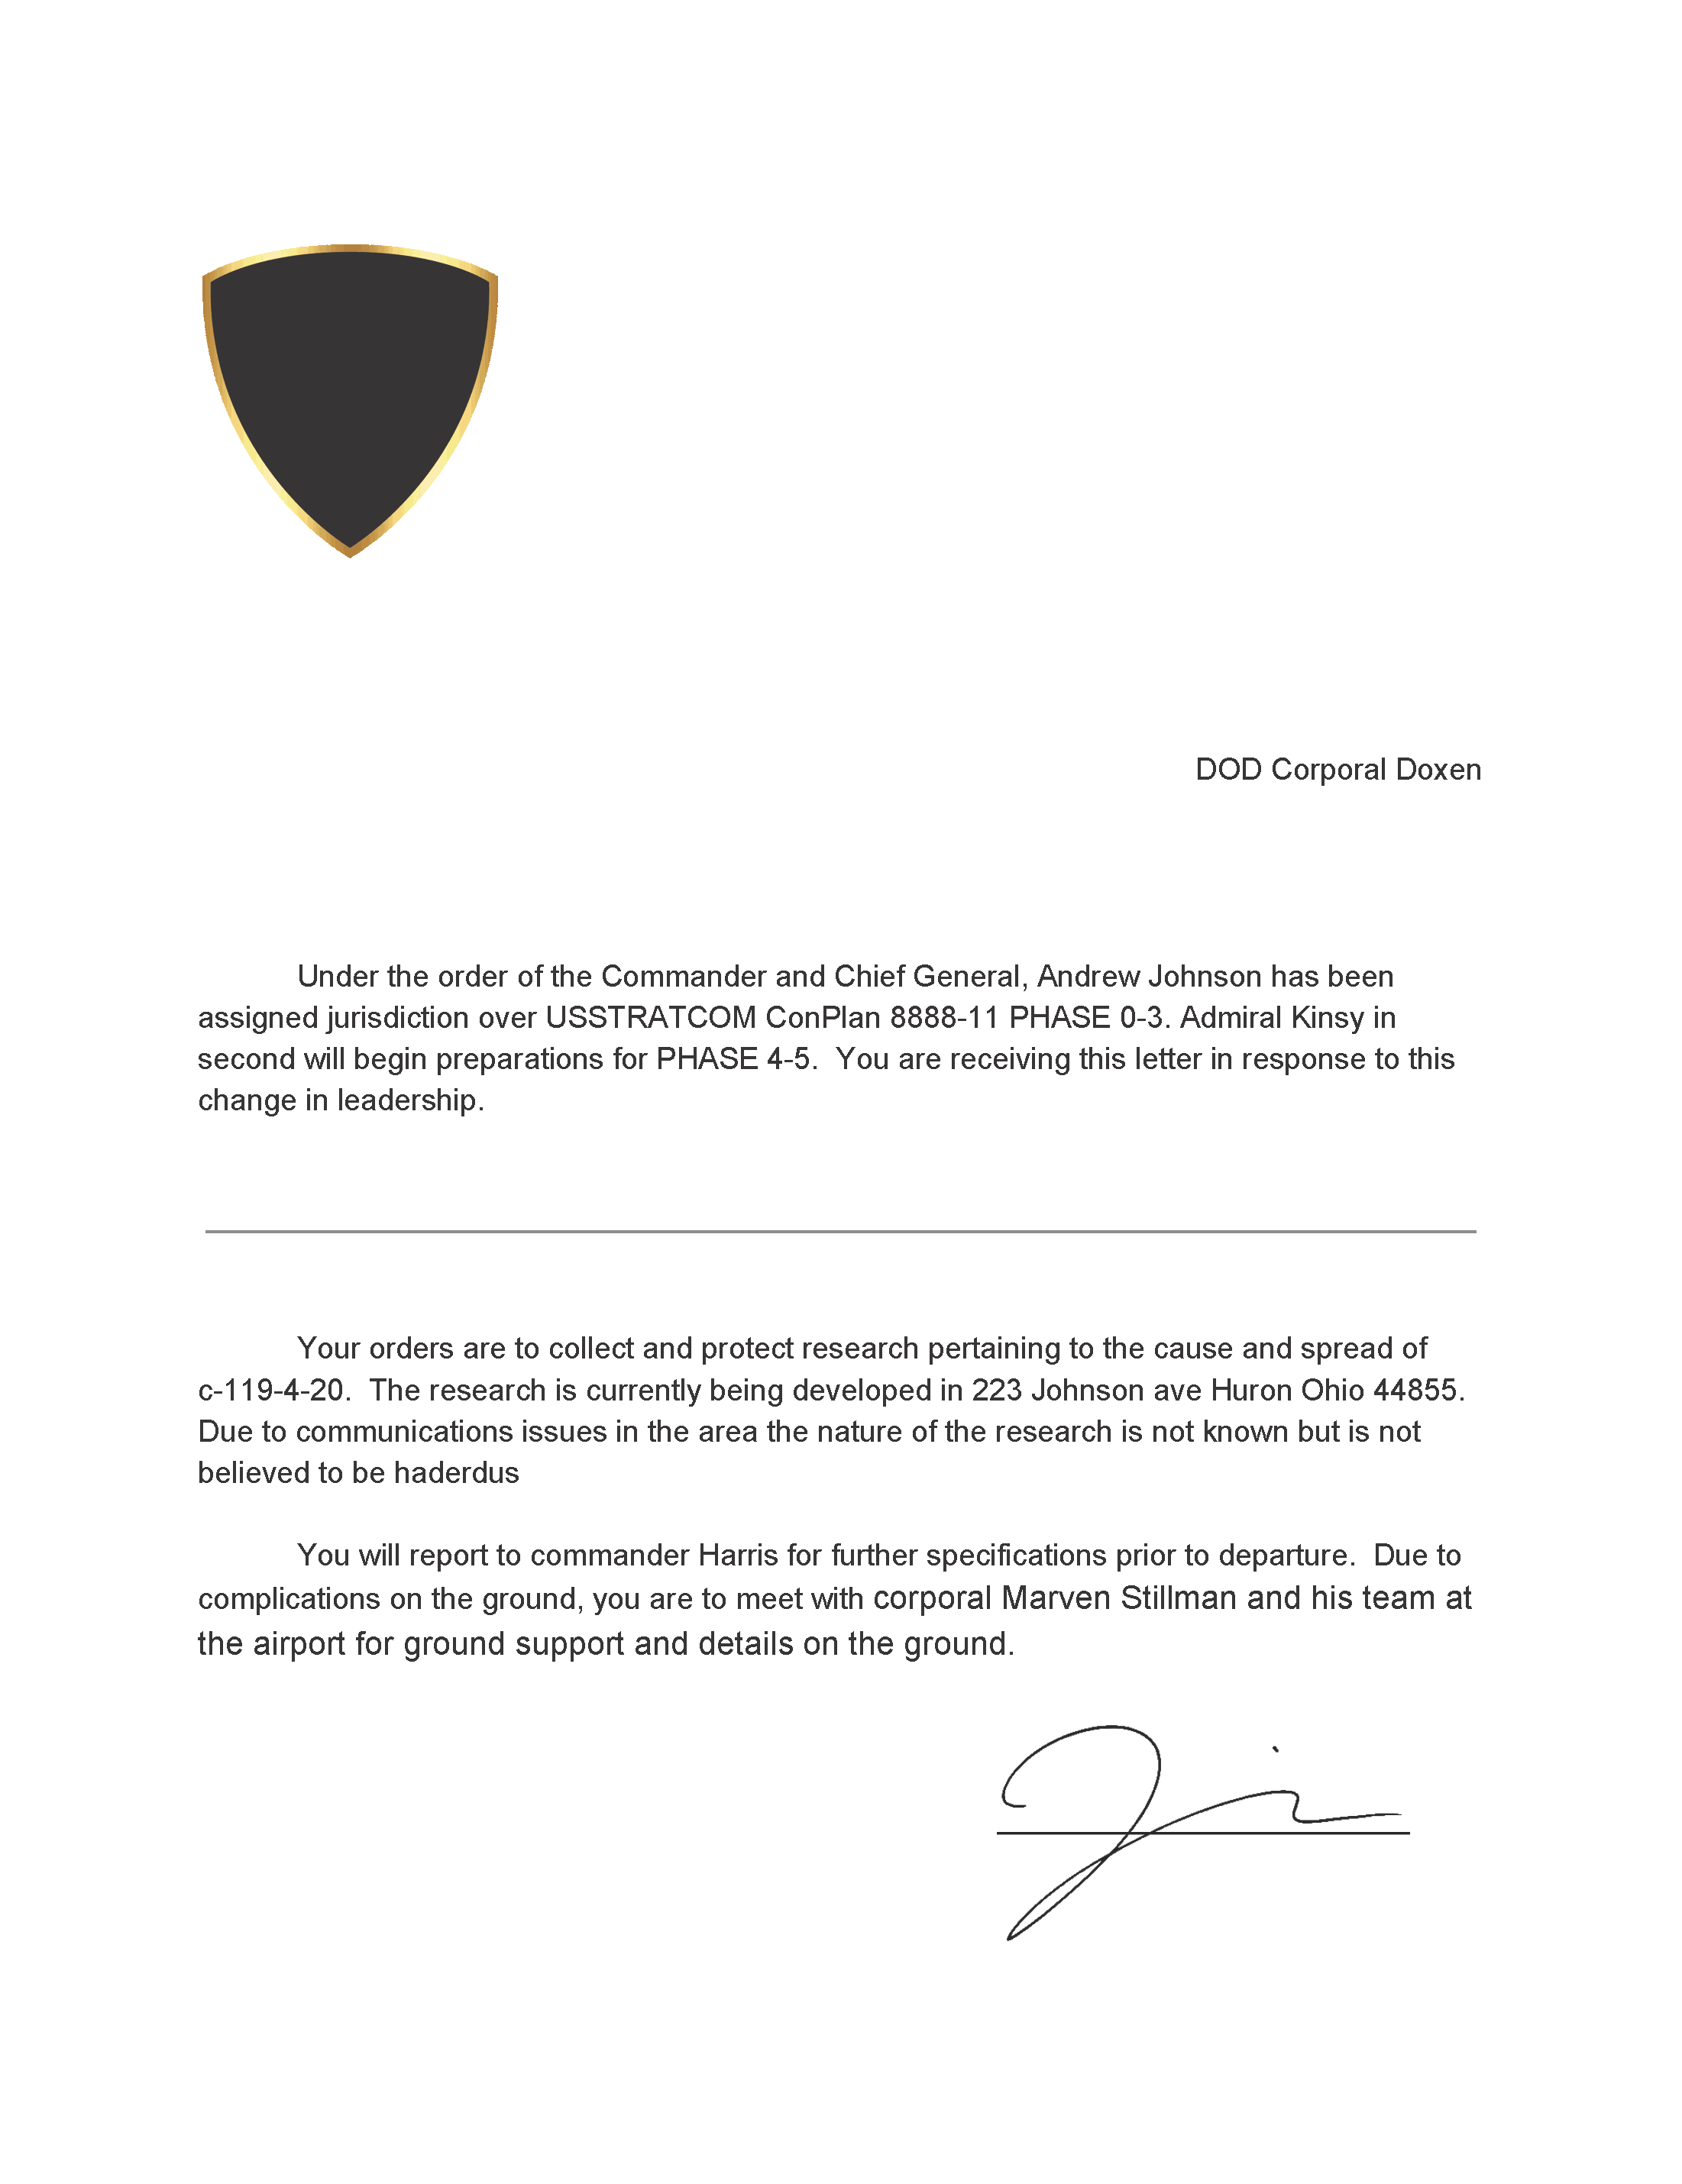 DOD Corporal Doxen
Under the order of the Commander and Chief General, Andrew Johnson has been
assigned jurisdiction over USSTRATCOM ConPlan 8888-11 PHASE 0-3. Admiral Kinsy in
second will begin preparations for PHASE 4-5.  You are receiving this letter in response to this
change in leadership.
Your orders are to collect and protect research pertaining to the cause and spread of
c-119-4-20.  The research is currently being developed in 223 Johnson ave Huron Ohio 44855.
Due to communications issues in the area the nature of the research is not known but is not
believed to be haderdus
You will report to commander Harris for further specifications prior to departure.  Due to
complications on the ground, you are to meet with corporal Marven Stillman and his team at
the airport for ground support and details on the ground.